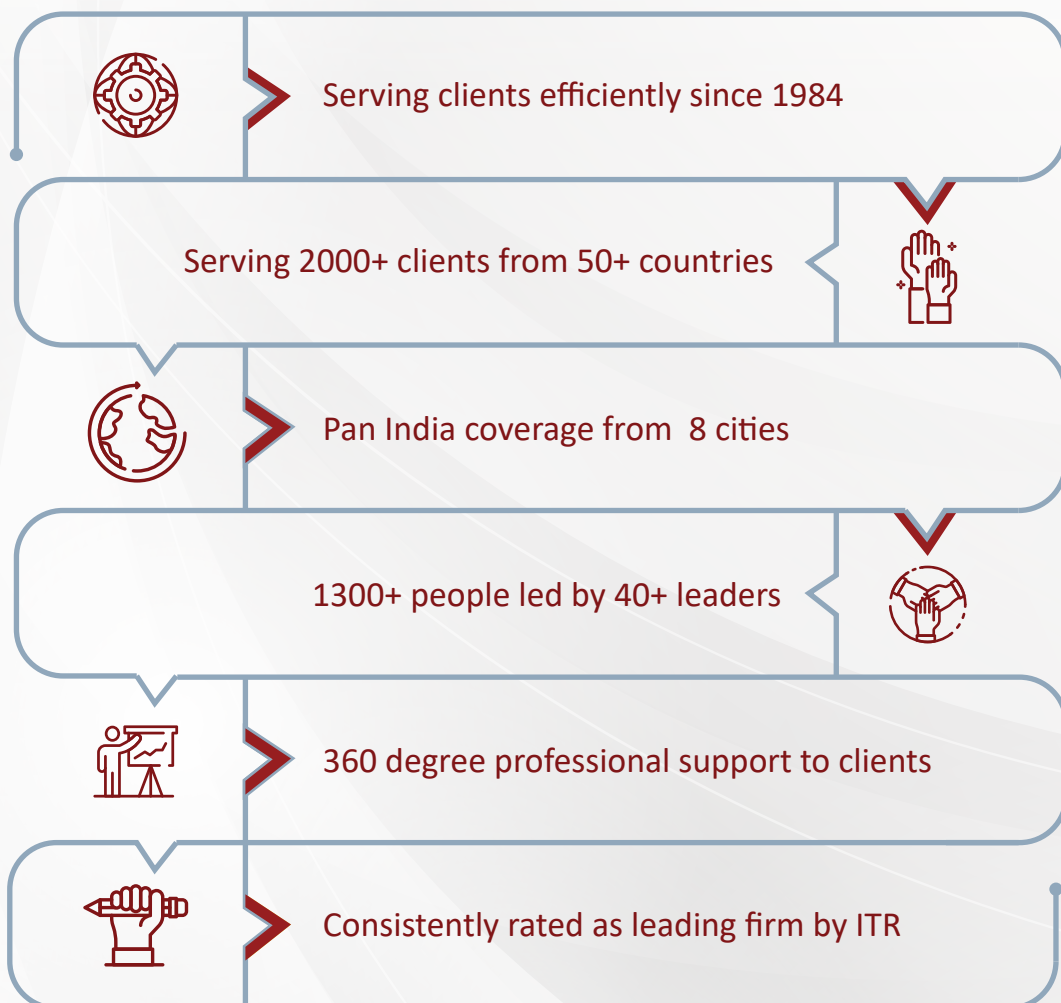 Serving clients efficiently since 1984
Serving 2000+ clients from 50+ countries
Pan India coverage from  8 cities
1300+ people led by 40+ leaders
360 degree professional support to clients
Consistently rated as leading firm by ITR